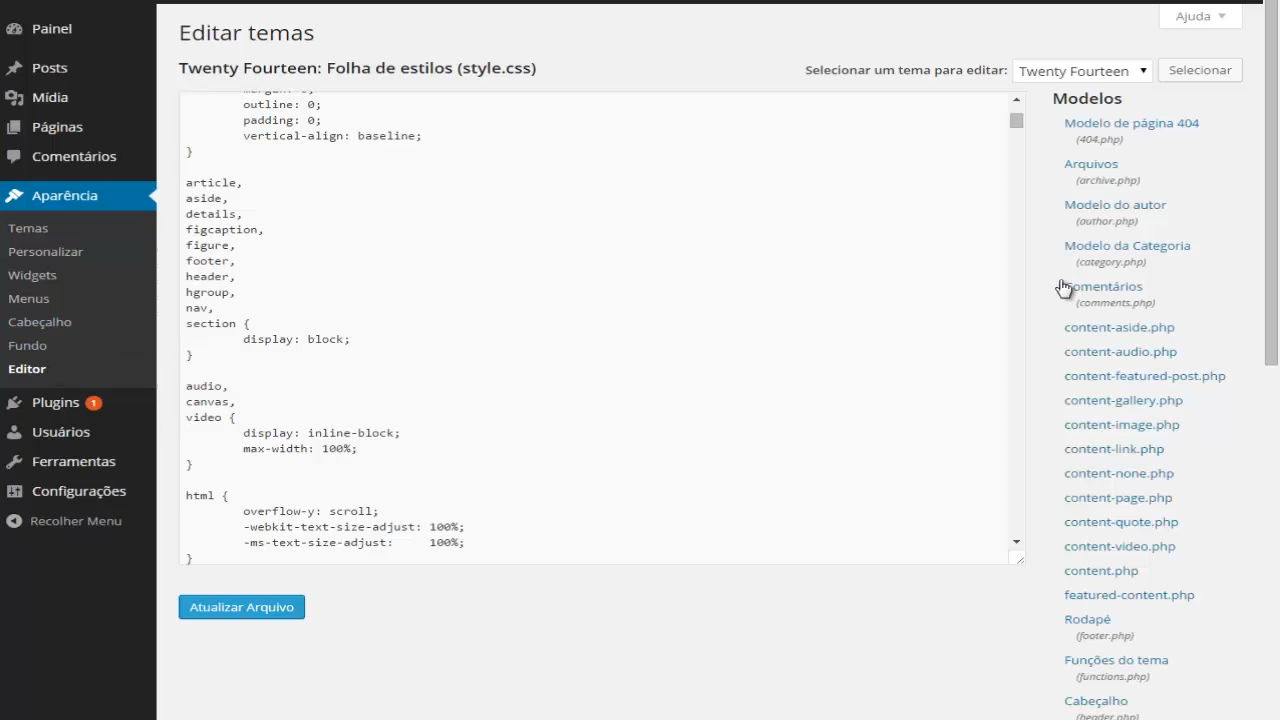 Painel
Posts
Mídia
Páginas
Comentários
Aparência
Temas
Personalizar
Widgets
Menus
Cabeçalho
Fundo
Editor
Plugins 1
Usuários
Ferramentas
Configurações
Recolher Menu
Ajuda
Editar temas
Twenty Fourteen: Folha de estilos (style.css)
Selecionar um tema para editar: Twenty Fourteen Selecionar
margin: 0;
outline: 0;
padding: 0;
vertical-align: baseline;
}
article,
aside,
details,
figcaption,
figure,
footer,
header,
hgroup,
nav,
section {
display: block;
}
audio,
canvas,
video {
display: inline-block;
max-width: 100%;
}
html {
overflow-y: scroll;
-webkit-text-size-adjust: 100%;
-ms-text-size-adjust:     100%;
}
Atualizar Arquivo
Modelos
Modelo de página 404
(404.php)
Arquivos
(archive.php)
Modelo do autor
(author.php)
Modelo da Categoria
(category.php)
Comentários
(comments.php)
content-aside.php
content-audio.php
content-featured-post.php
content-gallery.php
content-image.php
content-link.php
content-none.php
content-page.php
content-quote.php
content-video.php
content.php
featured-content.php
Rodapé
(footer.php)
Funções do tema
(functions.php)
Cabeçalho
(header.php)